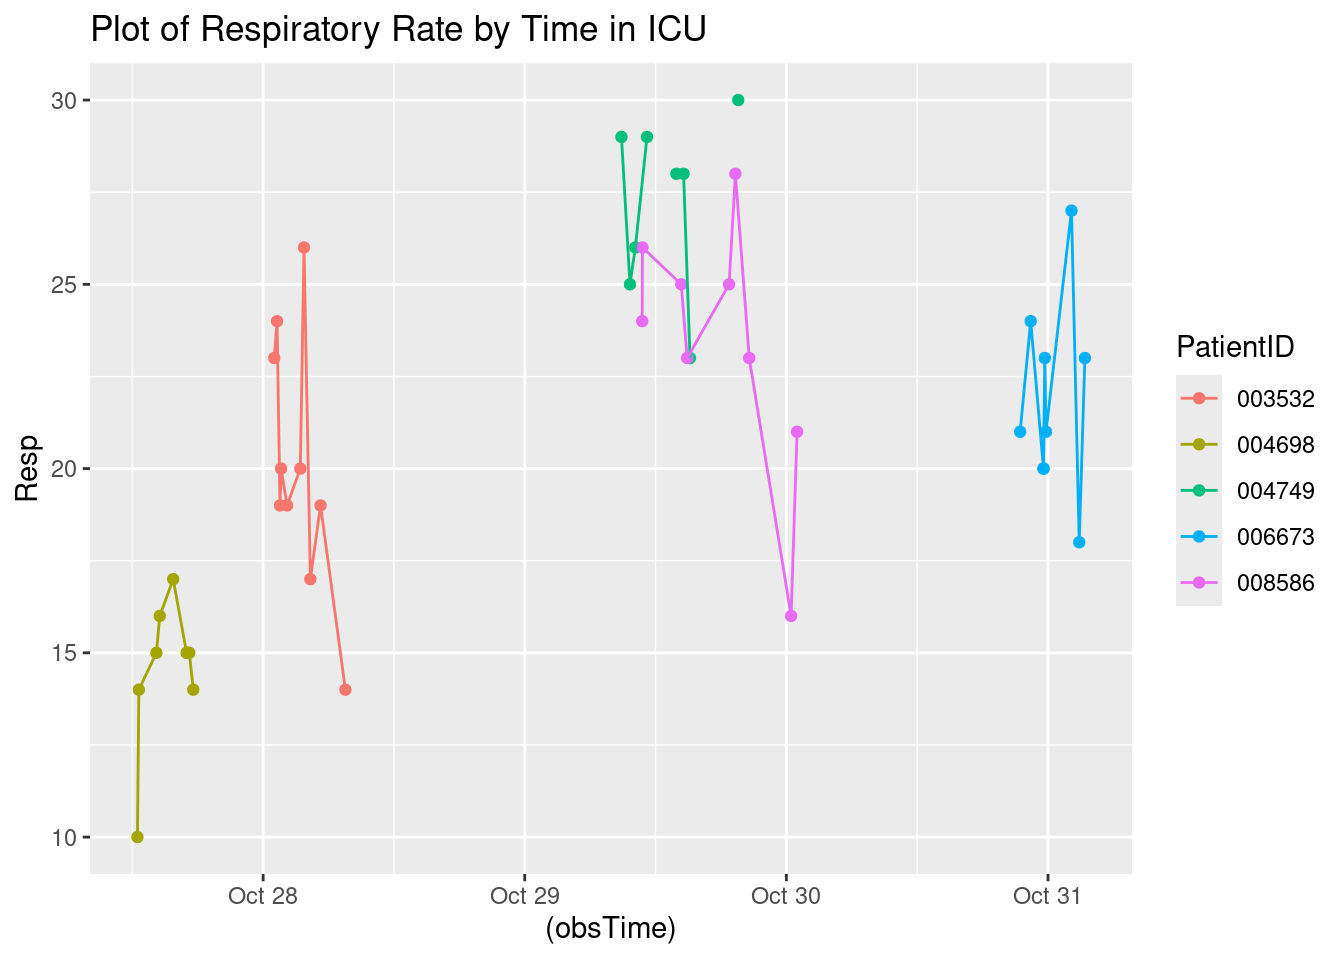 Plot of Respiratory Rate by Time in ICU
30
25
20
15
10
Resp
Oct 28
Oct 29
Oct 30
Oct 31
(obsTime)
PatientID
003532
004698
004749
006673
008586